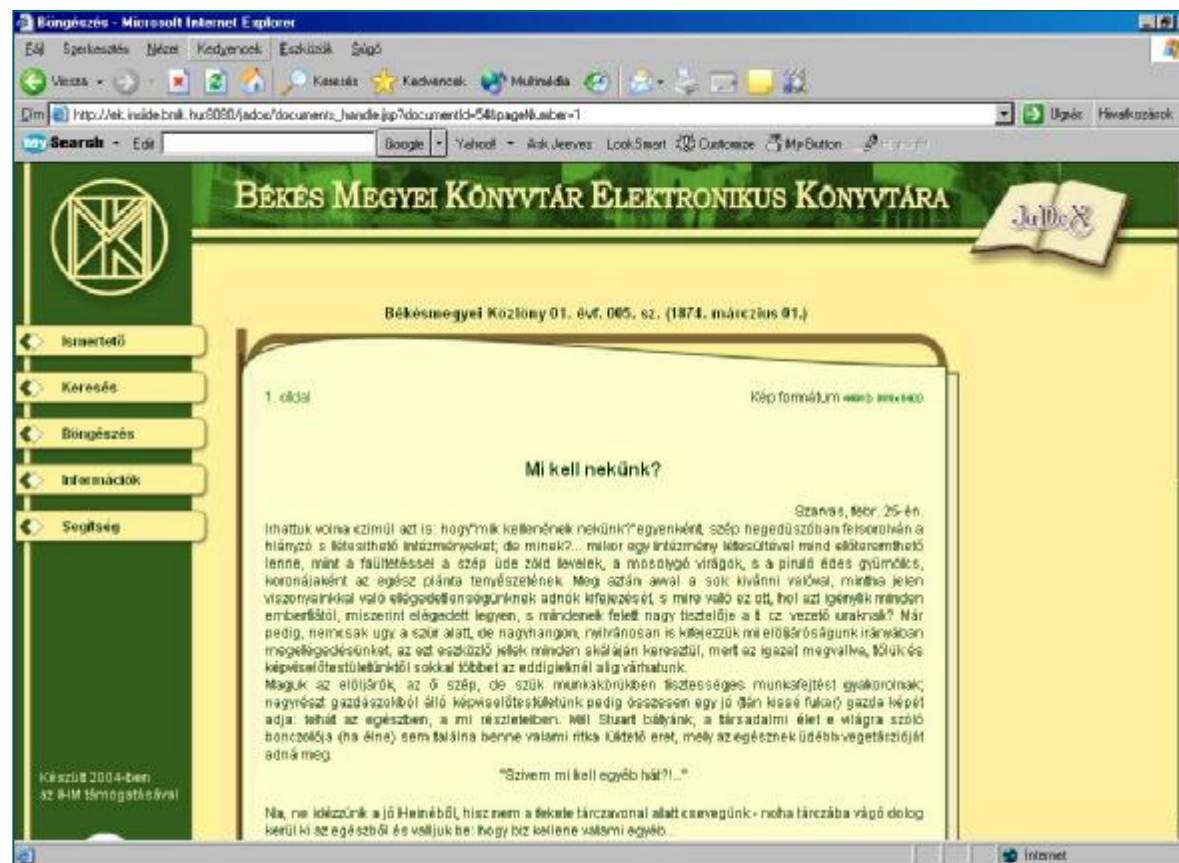 Böngészés - Microsoft Internet Explorer
Fájl Szerkesztés Nézet Kedvencek Eszközök Súgó
Vissza Keresés Kedvencek Multimédia
Cím http://ek.inside.bmk.hu:8080/jadox/documents_handle.jsp?documentId=54&pageNumber=1 Ugrás Hivatkozások
my Search Edit Google Yahoo! Ask Jeeves LookSmart Customize My Button
BÉKÉS MEGYEI KÖNYVTÁR ELEKTRONIKUS KÖNYVTÁRA
JaDoX
Békésmegyei Közlöny 01. évf. 005. sz. (1874. márczius 01.)
Ismertető
Keresés
Böngészés
Információk
Segítség
1. oldal Kép formátum
Mi kell nekünk?
Szarvas, febr. 25-én.
Irhattuk volna czimül azt is: hogy"mik kellenének nekünk?"egyenként, szép hegedüszóban felsorolván a
hiányzó s létesithető intézményeket; de minek?... mikor egy intézmény létesültével mind előteremthető
lenne, mint a faültetéssel a szép üde zöld levelek, a mosolygó virágok, s a piruló édes gyümölcs,
koronájaként az egész plánta tenyészetének. Meg aztán avval a sok kivánni valóval, mintha jelen
viszonyainkkal való elégedetlenségünknek adnók kifejezését, s mire való ez ott, hol azt igénylik minden
emberfiától, miszerint elégedett legyen, s mindenek felett nagy tisztelője a t. cz. vezető uraknak? Már
pedig, nemcsak ugy a szür alatt, de nagyhangon, nyilvánosan is kifejezzük mi elöljáróságunk irányában
megelégedésünket, az ezt eszközlő jellek minden skáláján keresztül, mert az igazat megvallva, tőlük és
képviselőtestületünktől sokkal többet az eddigieknél alig várhatunk.
Maguk az elöljárók, az ő szép, de szük munkakörükben tisztességes munkafejtést gyakorolnak;
nagyrészt gazdászokból álló képviselőtestületünk pedig összesen egy jó (tán kissé fukar) gazda képét
adja: tehát az egészben, a mi részleteiben. Mill Stuart bátyánk, a társadalmi élet e világra szóló
bonczolója (ha élne) sem találna benne valami ritka lüktető eret, mely az egésznek üdébb vegetáczióját
adná meg.
"Szivem mi kell egyéb hát?!..."
Na, ne idézzünk a jó Heinéből, hisz nem a fekete tárczavonal alatt csevegünk - noha tárczába vágó dolog
kerül ki az egészből és valljuk be: hogy biz kellene valami egyéb...
Készült 2004-ben
az IHM támogatásával
Internet